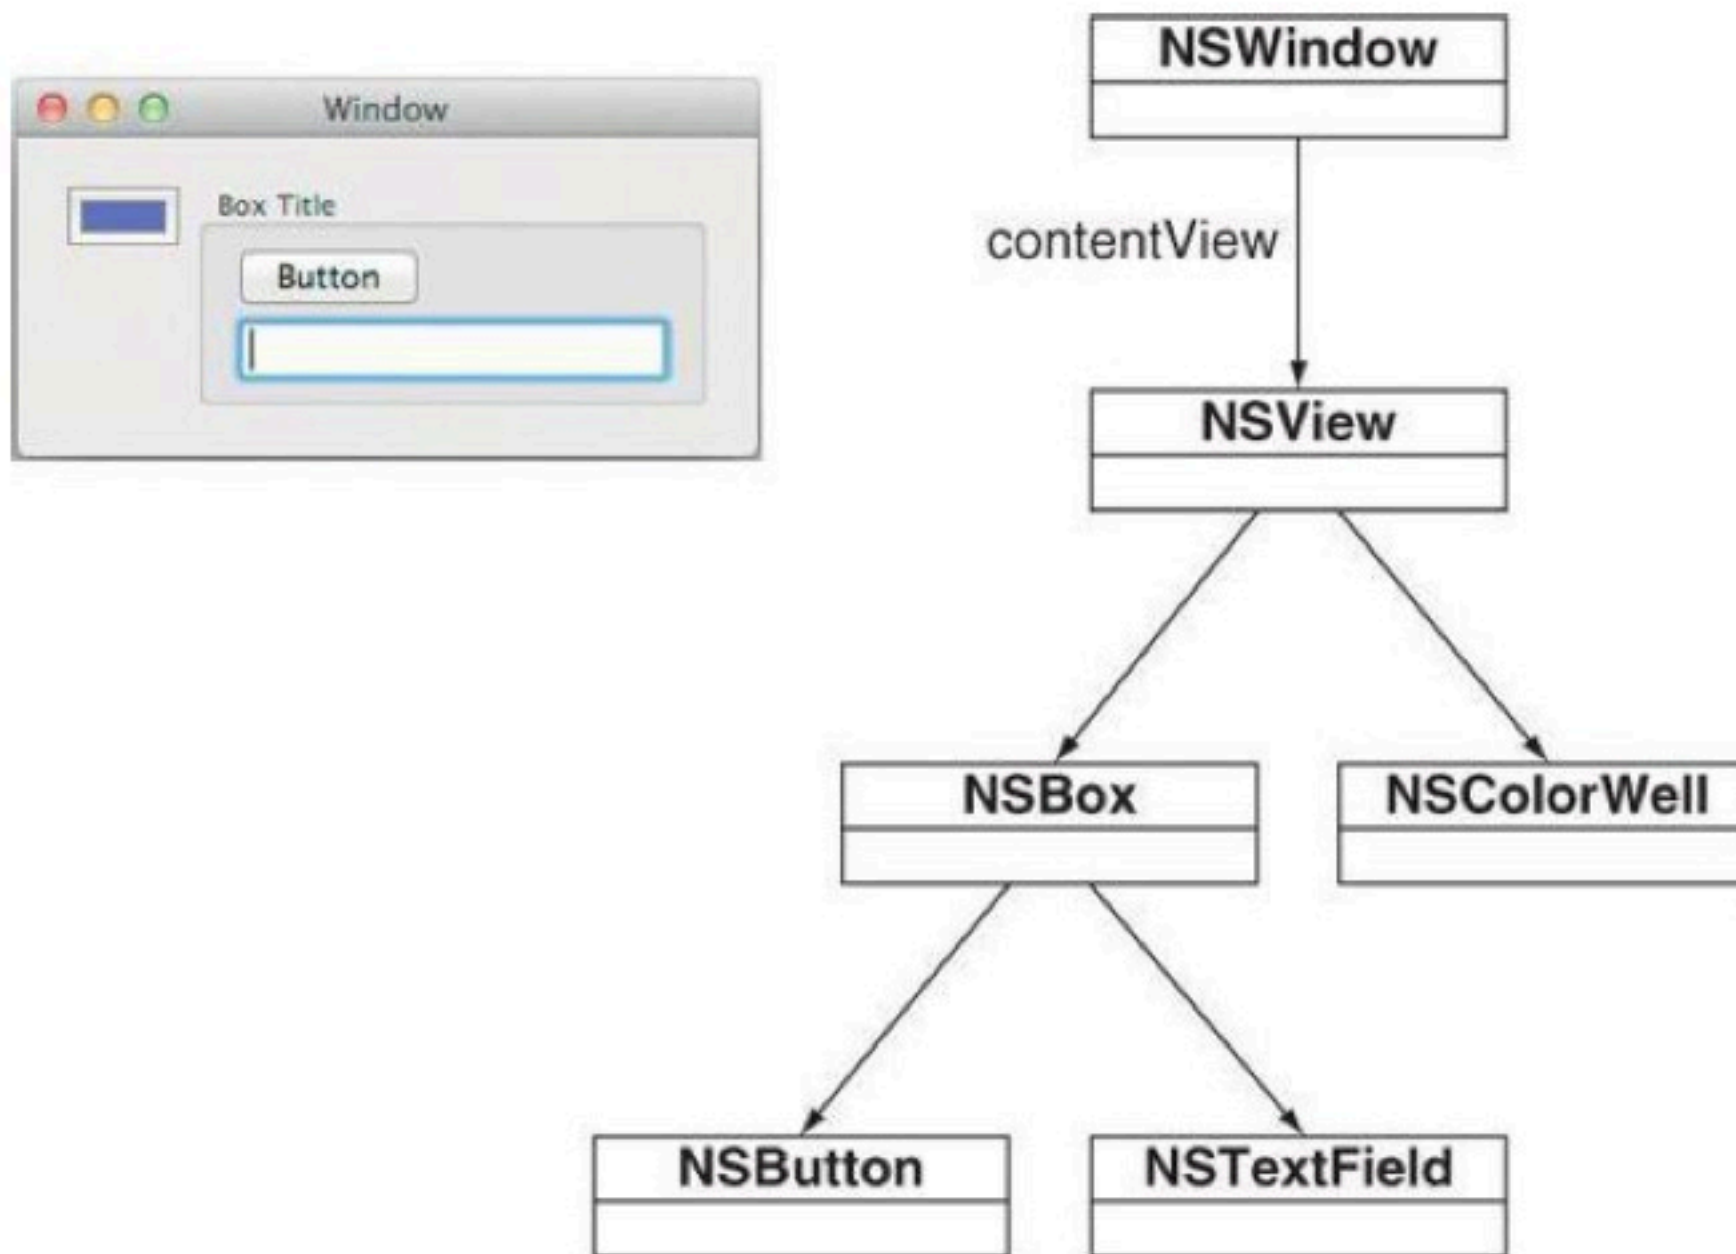 Window
Box Title
Button
NSWindow
contentView
NSView
NSBox
NSColorWell
NSButton
NSTextField